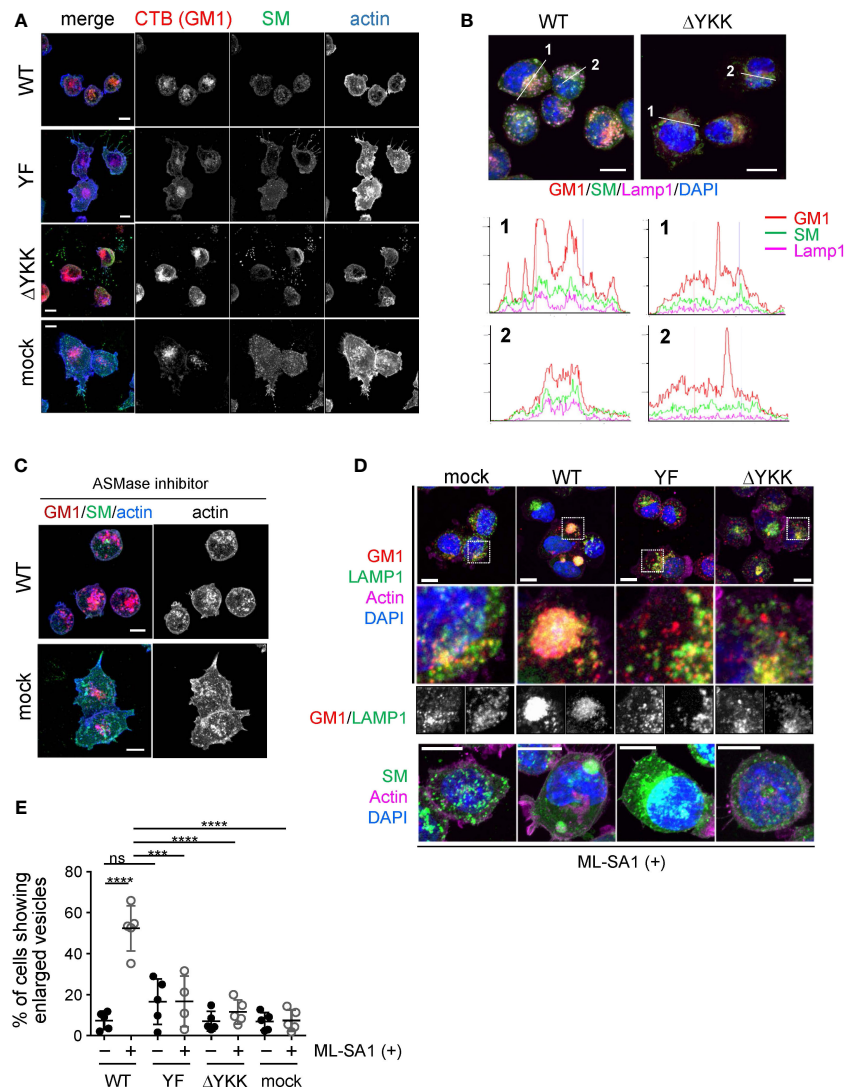 A
merge CTB (GM1) SM actin
WT
YF
ΔYKK
mock
B
WT ΔYKK
1 2
1 2
GM1/SM/Lamp1/DAPI
1 1
GM1
SM
Lamp1
2 2
C
ASMase inhibitor
GM1/SM/actin actin
WT
mock
D
mock WT YF ΔYKK
GM1
LAMP1
Actin
DAPI
GM1/LAMP1
SM
Actin
DAPI
ML-SA1 (+)
E
% of cells showing
enlarged vesicles
80
60
40
20
0
****
****
***
ns
****
− + − + − + − + ML-SA1 (+)
WT YF ΔYKK mock